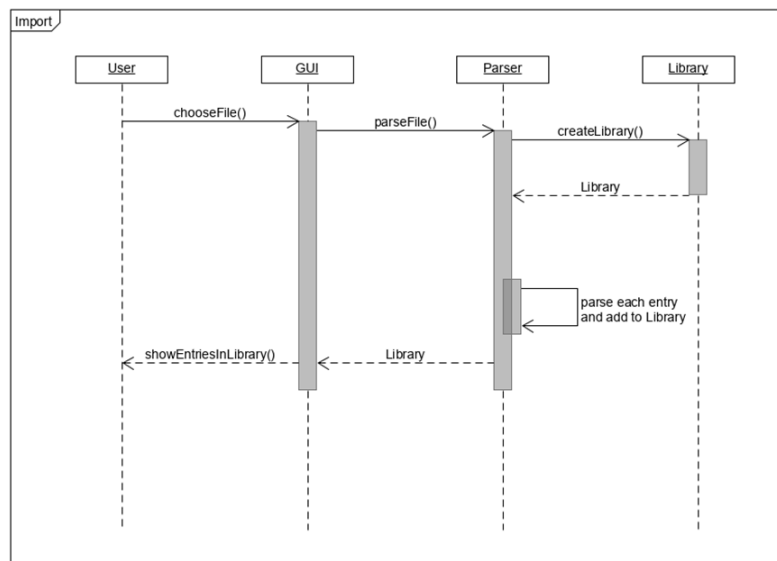 Import
User
GUI
Parser
Library
chooseFile()
parseFile()
createLibrary()
Library
parse each entry
and add to Library
showEntriesInLibrary()
Library